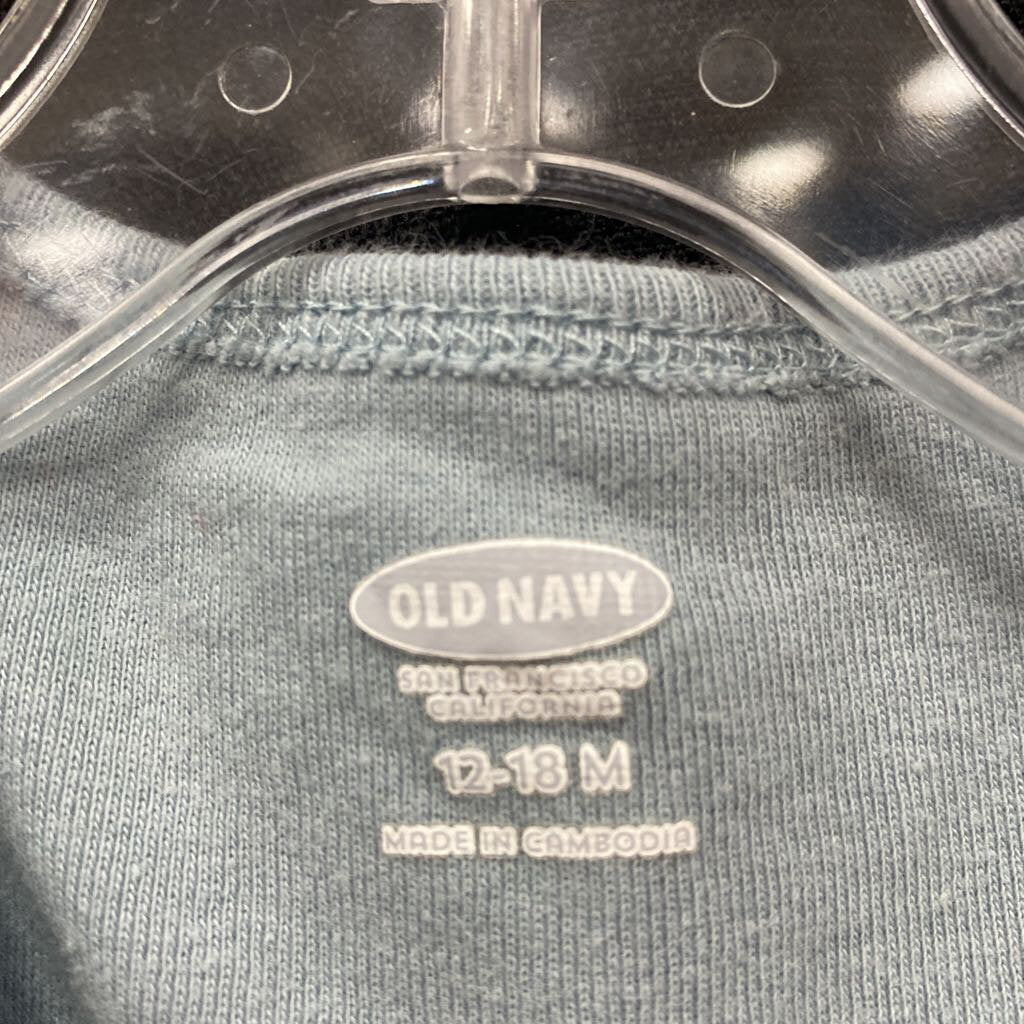 OLD NAVY
SAN FRANCISCO
CALIFORNIA
12-18 M
MADE IN CAMBODIA